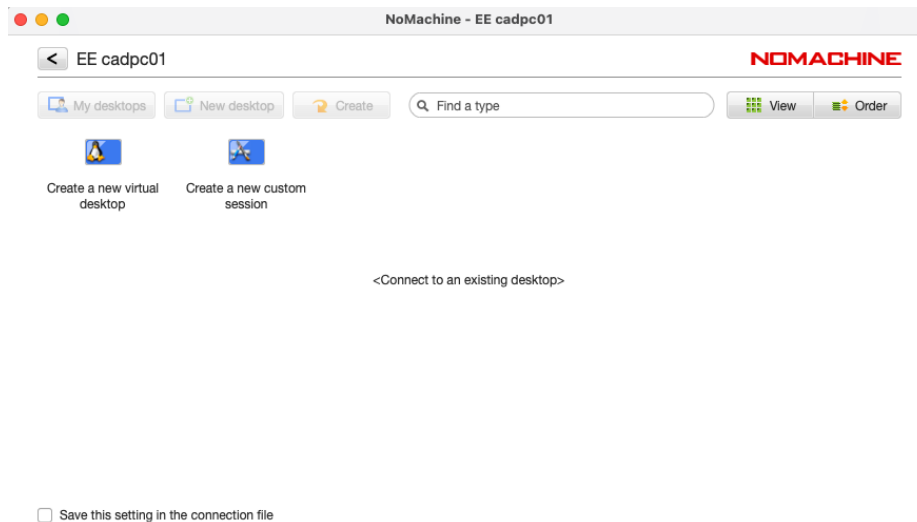 NoMachine - EE cadpc01
< EE cadpc01
NOMACHINE
My desktops
New desktop
Create
Find a type
View
Order
Create a new virtual
desktop
Create a new custom
session
<Connect to an existing desktop>
Save this setting in the connection file